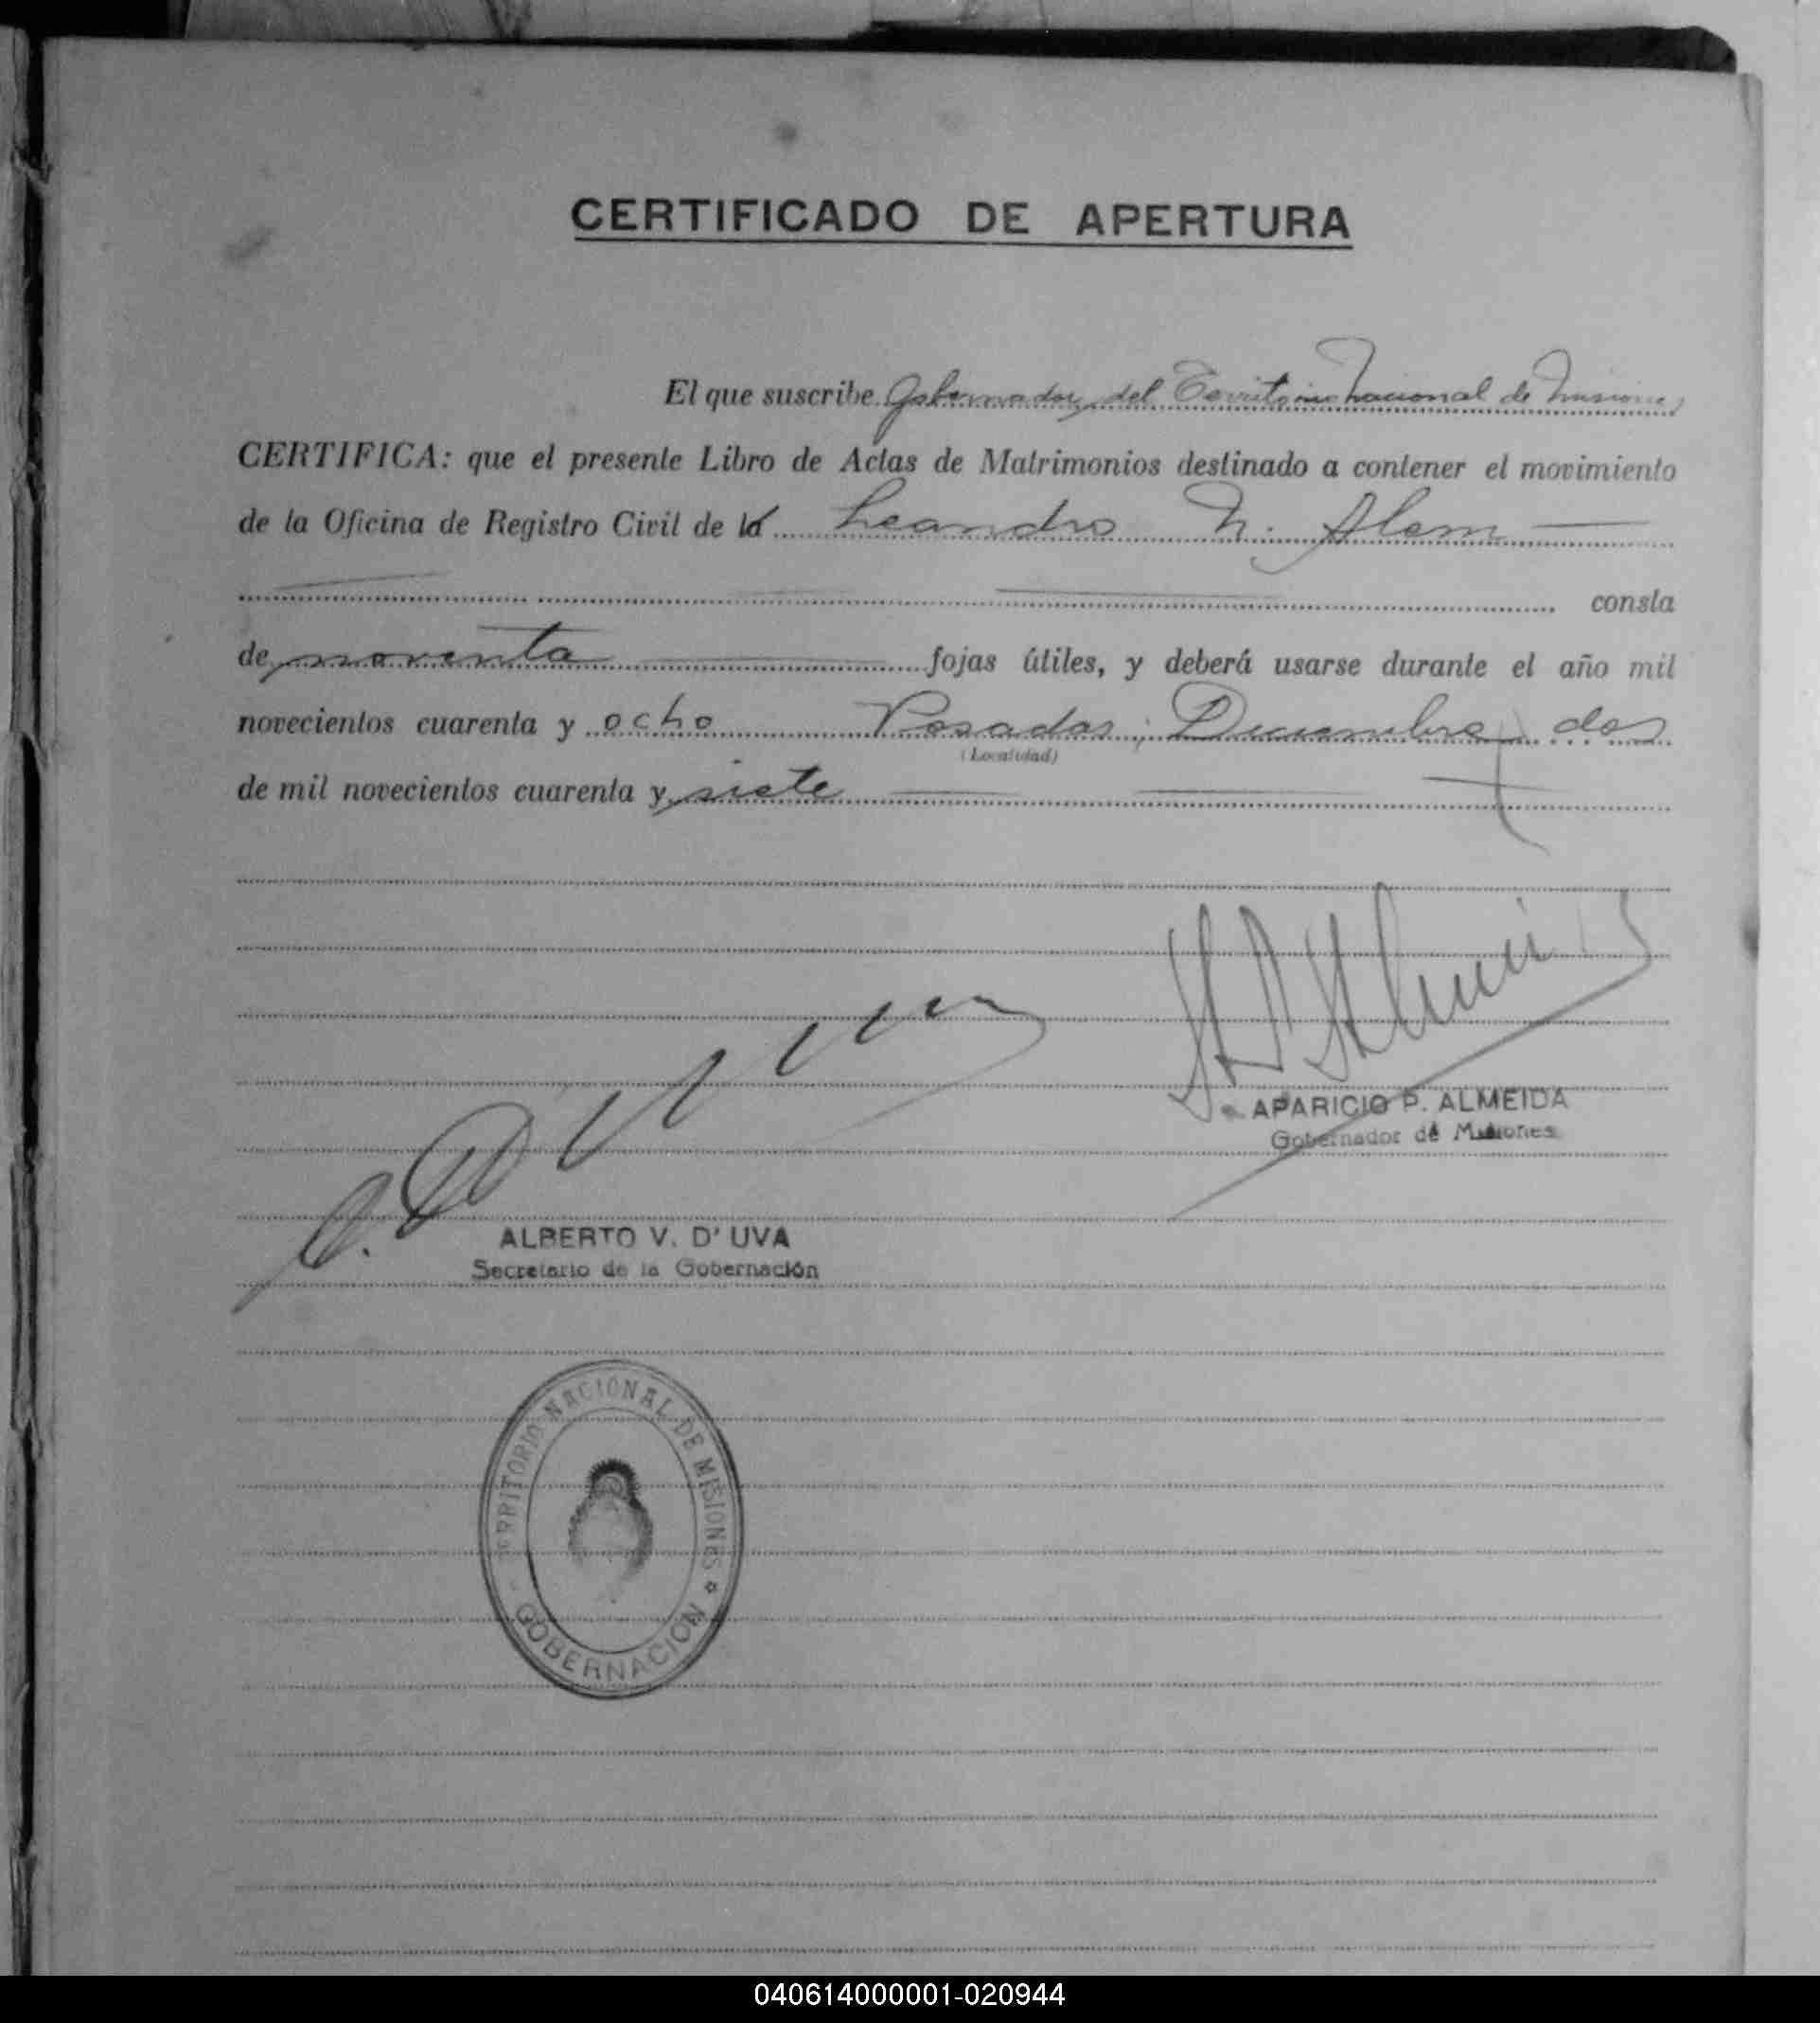 CERTIFICADO DE APERTURA
El que suscribe Gobernador del Territorio Nacional de Misiones
CERTIFICA: que el presente Libro de Actas de Matrimonios destinado a contener el movimiento
de la Oficina de Registro Civil de la Leandro N. Alem
consta
de noventa fojas útiles, y deberá usarse durante el año mil
novecientos cuarenta y ocho Posadas, Diciembre dos
(Localidad)
de mil novecientos cuarenta y siete
APARICIO P. ALMEIDA
Gobernador de Misiones
ALBERTO V. D' UVA
Secretario de la Gobernación
TERRITORIO NACIONAL DE MISIONES
GOBERNACION
040614000001-020944